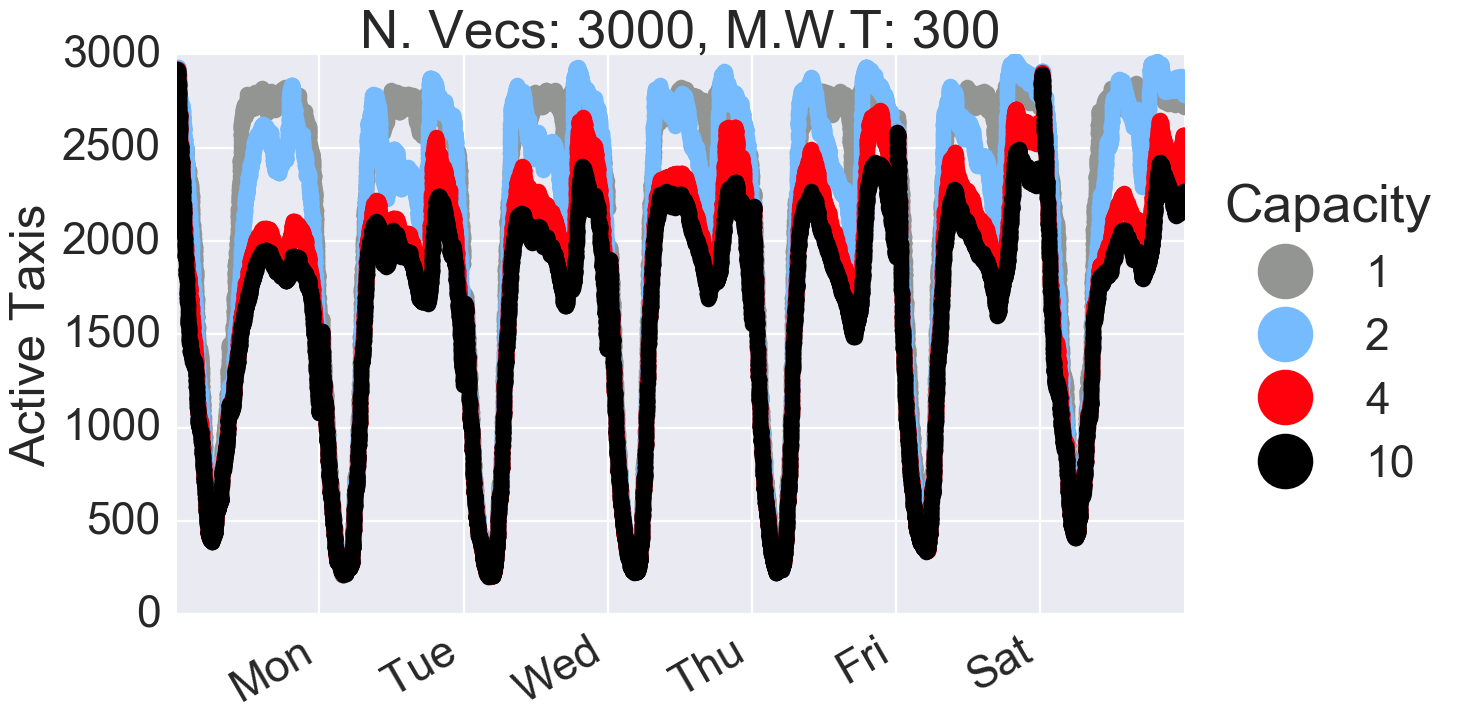 N. Vecs: 3000, M.W.T: 300
3000
2500
2000
1500
1000
500
0
Active Taxis
Mon
Tue
Wed
Thu
Fri
Sat
Capacity
1
2
4
10